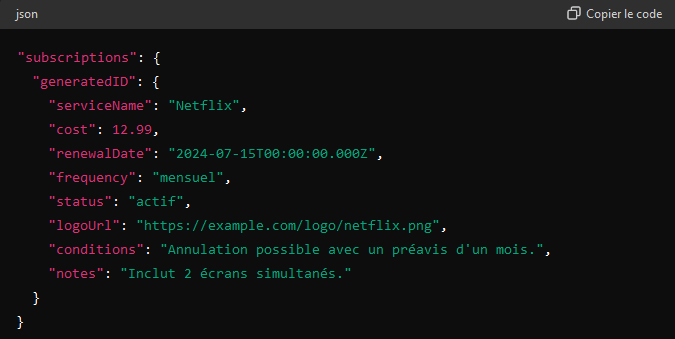 json
Copier le code
"subscriptions": {
"generatedID": {
"serviceName": "Netflix",
"cost": 12.99,
"renewalDate": "2024-07-15T00:00:00.000Z",
"frequency": "mensuel",
"status": "actif",
"logoUrl": "https://example.com/logo/netflix.png",
"conditions": "Annulation possible avec un préavis d'un mois.",
"notes": "Inclut 2 écrans simultanés."
}
}